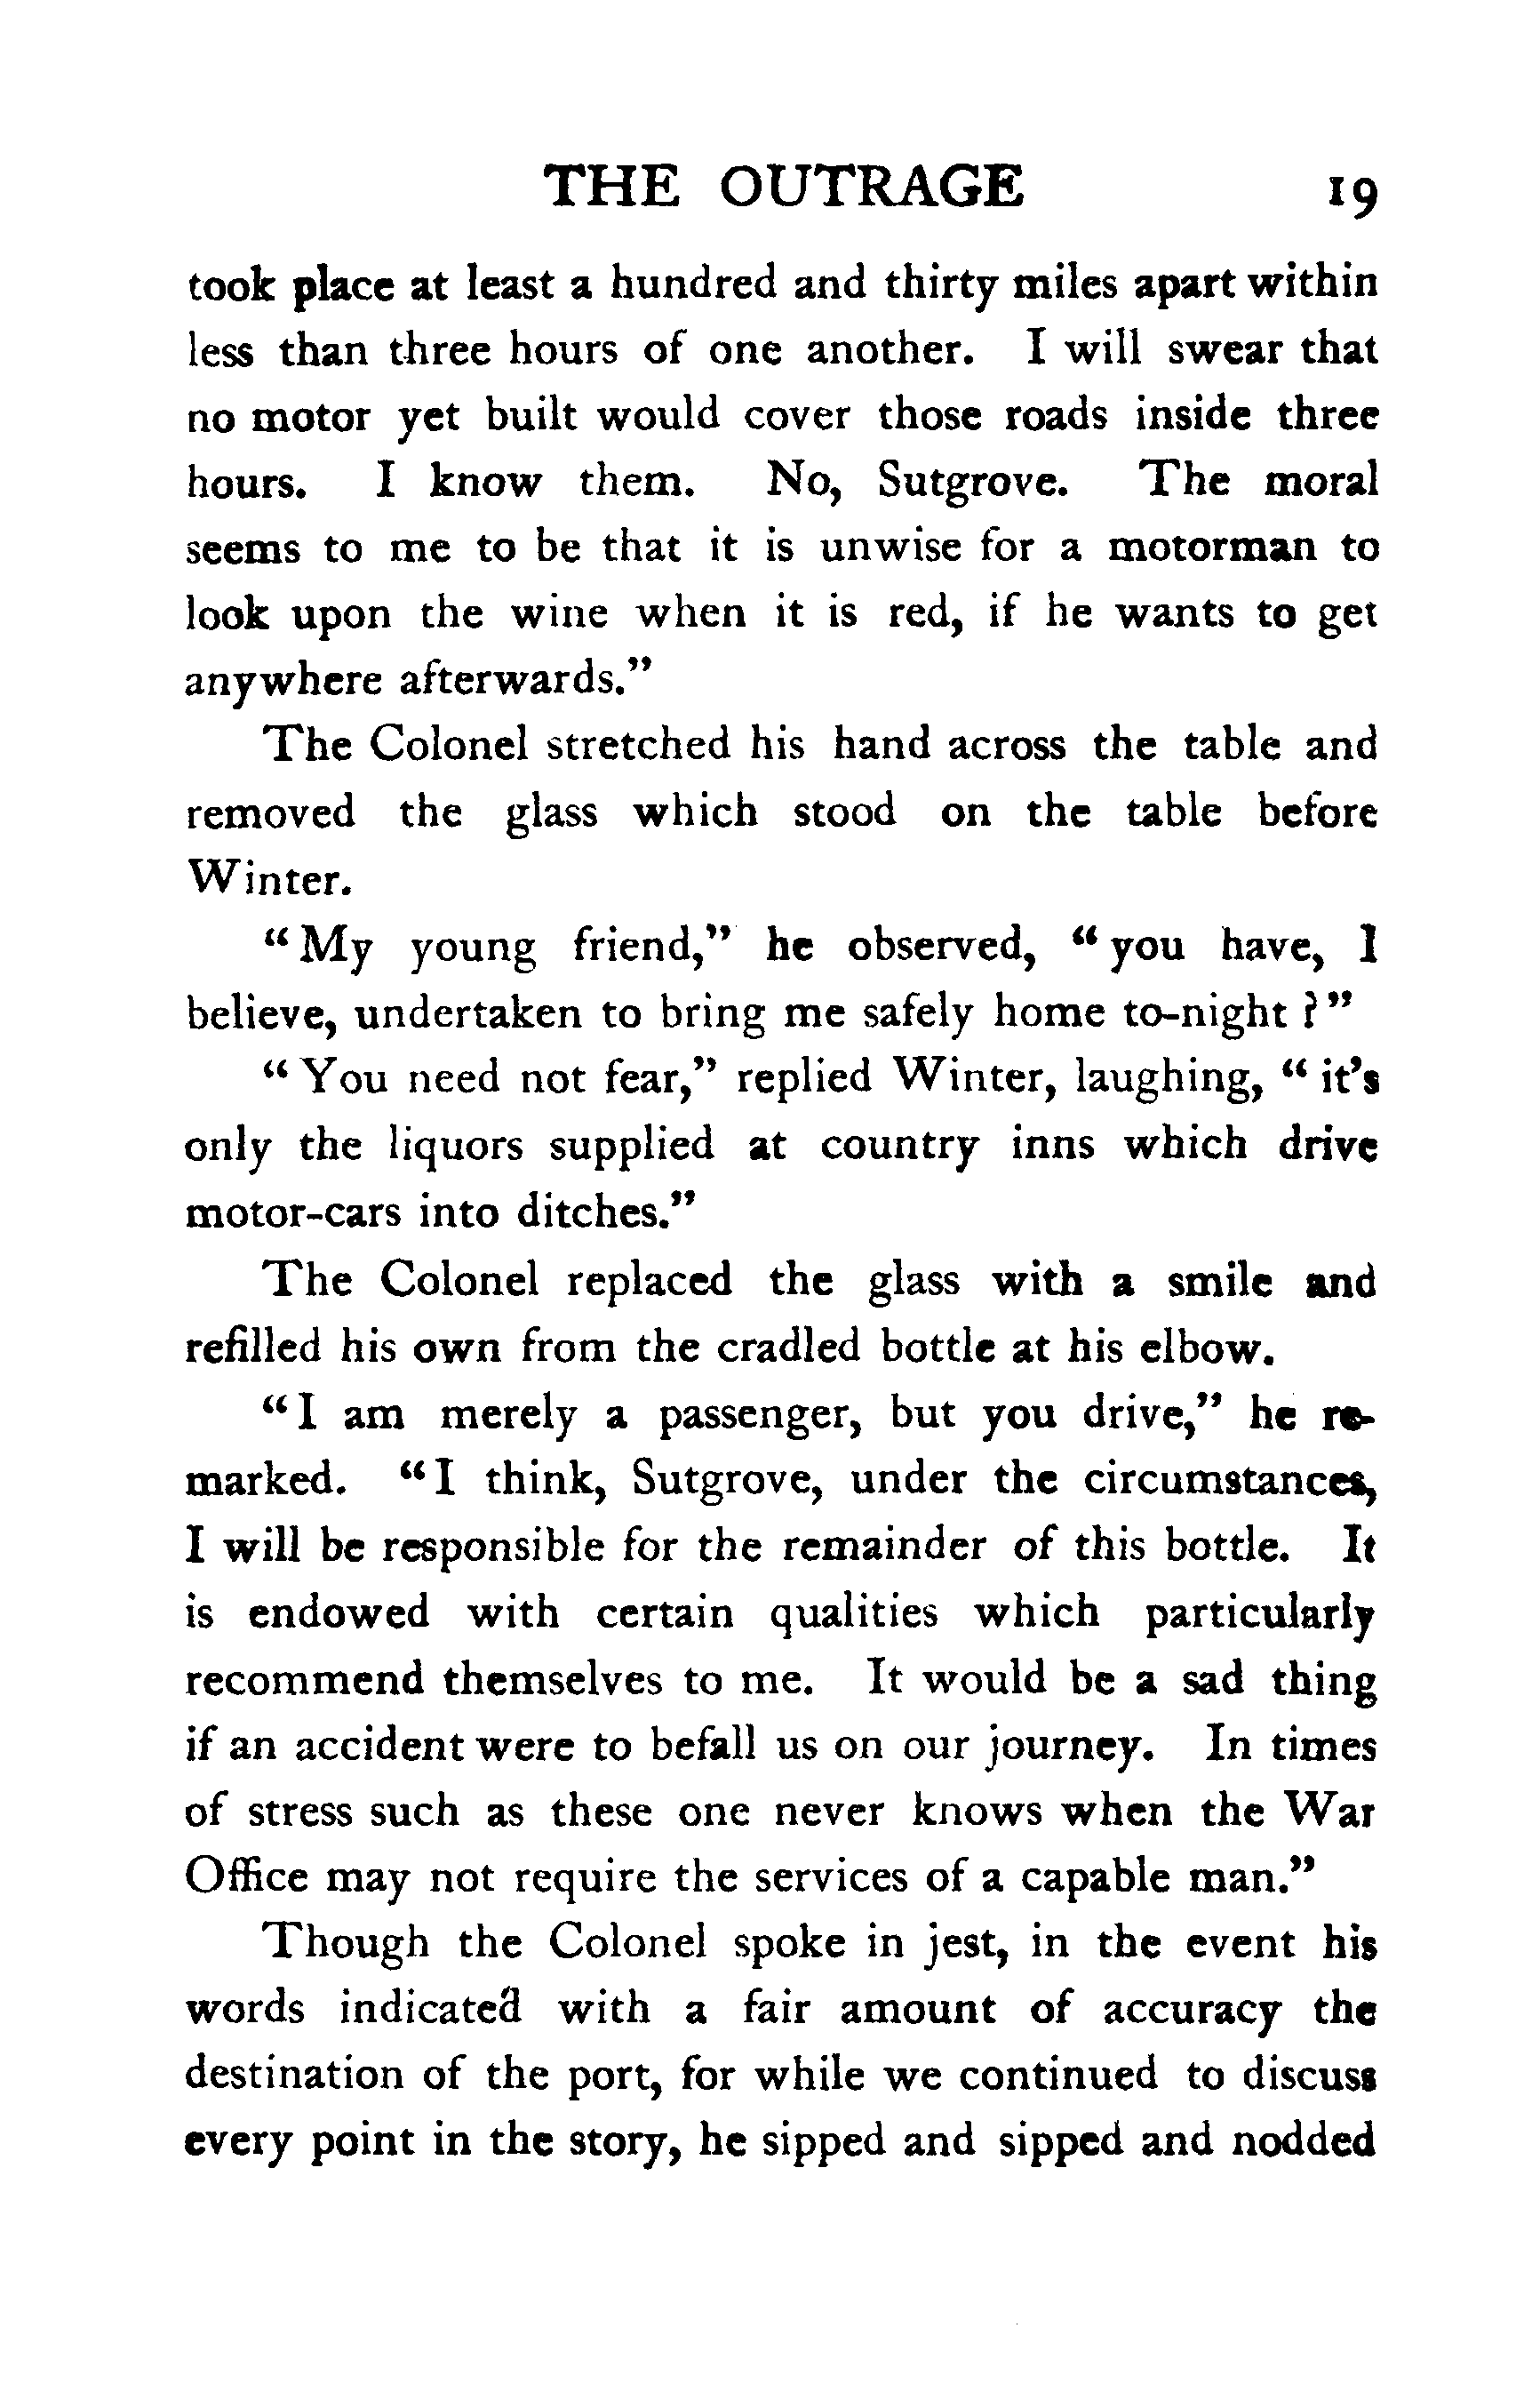 THE OUTRAGE 19
took place at least a hundred and thirty miles apart within
less than three hours of one another. I will swear that
no motor yet built would cover those roads inside three
hours. I know them. No, Sutgrove. The moral
seems to me to be that it is unwise for a motorman to
look upon the wine when it is red, if he wants to get
anywhere afterwards.”
The Colonel stretched his hand across the table and
removed the glass which stood on the table before
Winter.
“My young friend,” he observed, “you have, I
believe, undertaken to bring me safely home to-night?”
“You need not fear,” replied Winter, laughing, “it’s
only the liquors supplied at country inns which drive
motor-cars into ditches.”
The Colonel replaced the glass with a smile and
refilled his own from the cradled bottle at his elbow.
“I am merely a passenger, but you drive,” he re-
marked. “I think, Sutgrove, under the circumstances,
I will be responsible for the remainder of this bottle. It
is endowed with certain qualities which particularly
recommend themselves to me. It would be a sad thing
if an accident were to befall us on our journey. In times
of stress such as these one never knows when the War
Office may not require the services of a capable man.”
Though the Colonel spoke in jest, in the event his
words indicated with a fair amount of accuracy the
destination of the port, for while we continued to discuss
every point in the story, he sipped and sipped and nodded